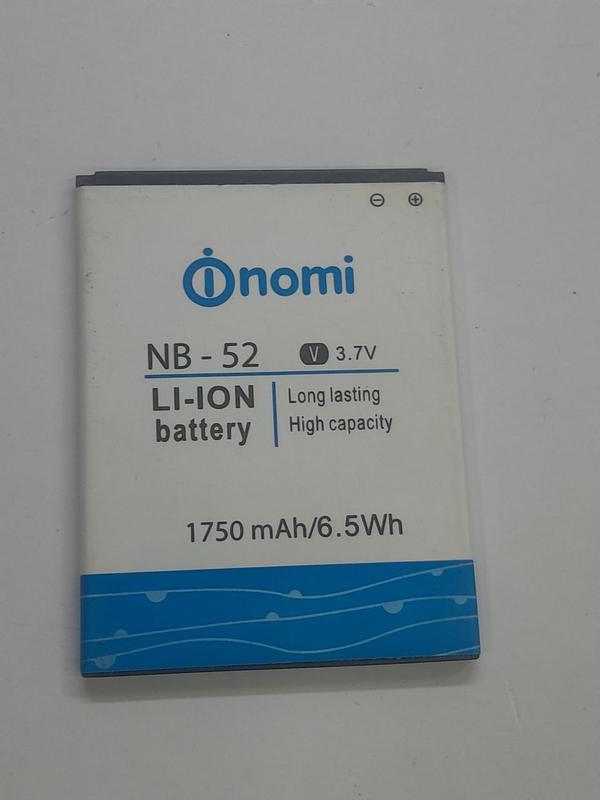 ⊖ ⊕
inomi
NB - 52 V 3.7V
LI-ION
battery
Long lasting
High capacity
1750 mAh/6.5Wh